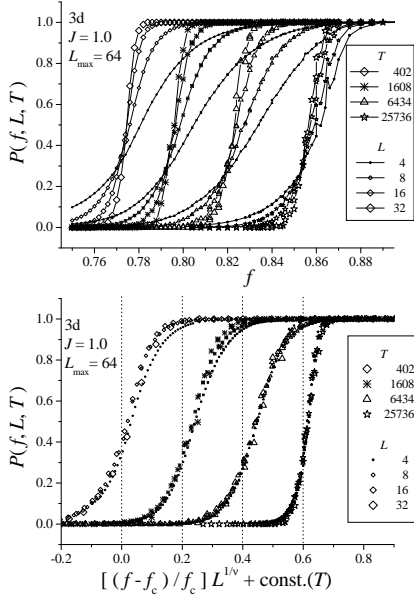 3d
J = 1.0
L_max = 64
P(f, L, T)
1.0
0.8
0.6
0.4
0.2
0.0
0.76 0.78 0.80 0.82 0.84 0.86 0.88
f
T
402
1608
6434
25736
L
4
8
16
32
3d
J = 1.0
L_max = 64
P(f, L, T)
1.0
0.8
0.6
0.4
0.2
0.0
-0.2 0.0 0.2 0.4 0.6 0.8
[ (f-f_c) / f_c ] L^{1/ν} + const.(T)
T
402
1608
6434
25736
L
4
8
16
32